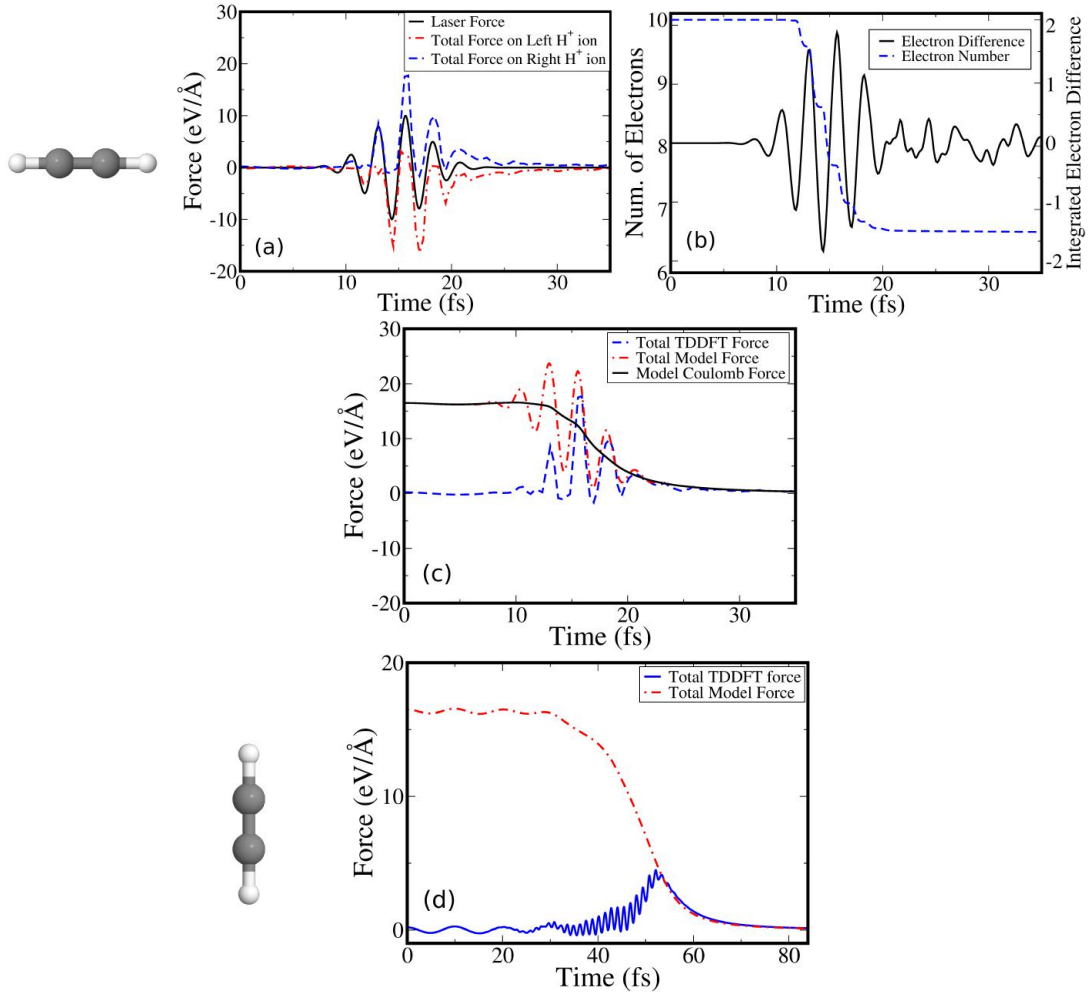 30
20
10
0
-10
-20
-30
Force (eV/Å)
Laser Force
Total Force on Left H⁺ ion
Total Force on Right H⁺ ion
(a)
0 10 20 30
Time (fs)
10
9
8
7
6
Num. of Electrons
Electron Difference
Electron Number
2
1
0
-1
-2
Integrated Electron Difference
(b)
0 10 20 30
Time (fs)
30
20
10
0
-10
-20
Force (eV/Å)
Total TDDFT Force
Total Model Force
Model Coulomb Force
(c)
0 10 20 30
Time (fs)
20
10
0
Force (eV/Å)
Total TDDFT force
Total Model Force
(d)
0 20 40 60 80
Time (fs)